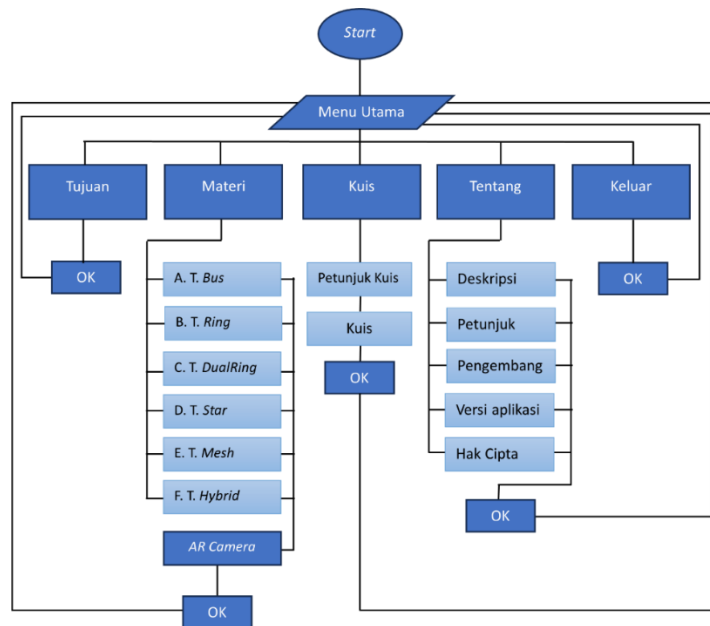 Start
Menu Utama
Tujuan
Materi
Kuis
Tentang
Keluar
OK
A. T. Bus
B. T. Ring
C. T. DualRing
D. T. Star
E. T. Mesh
F. T. Hybrid
AR Camera
OK
Petunjuk Kuis
Kuis
OK
Deskripsi
Petunjuk
Pengembang
Versi aplikasi
Hak Cipta
OK
OK